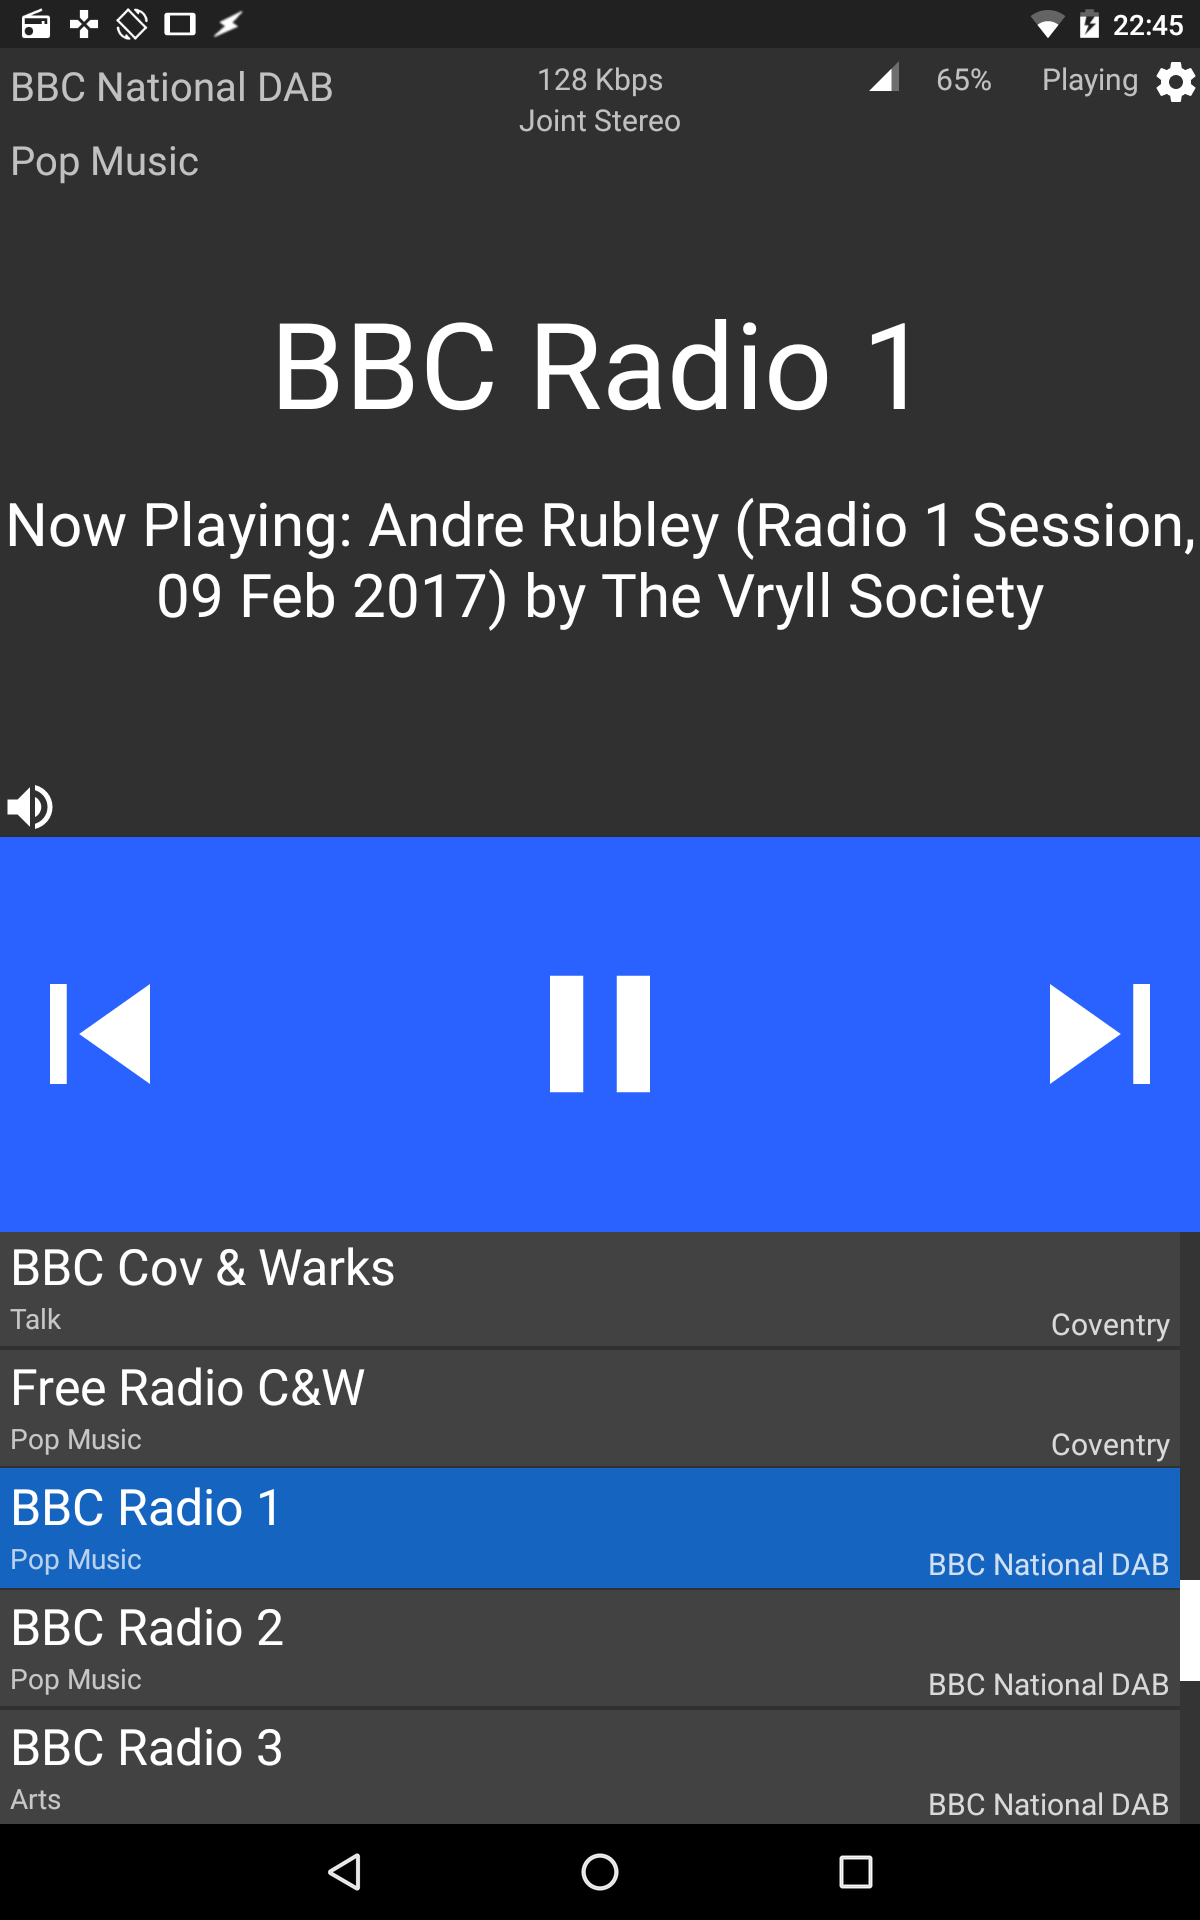 22:45
BBC National DAB
128 Kbps
65%
Playing
Joint Stereo
Pop Music
BBC Radio 1
Now Playing: Andre Rubley (Radio 1 Session,
09 Feb 2017) by The Vryll Society
BBC Cov & Warks
Talk
Coventry
Free Radio C&W
Pop Music
Coventry
BBC Radio 1
Pop Music
BBC National DAB
BBC Radio 2
Pop Music
BBC National DAB
BBC Radio 3
Arts
BBC National DAB